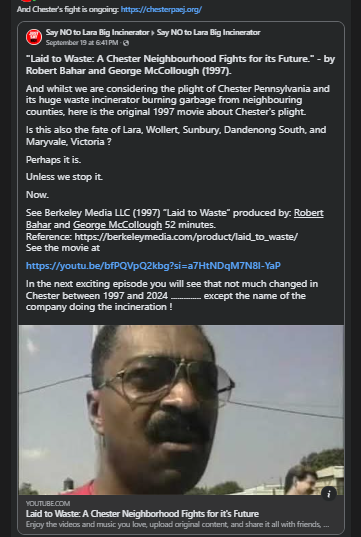 And Chester's fight is ongoing: https://chesterpaej.org/
Say NO to Lara Big Incinerator ▸ Say NO to Lara Big Incinerator
September 19 at 6:41 PM ·
"Laid to Waste: A Chester Neighbourhood Fights for its Future." - by
Robert Bahar and George McCollough (1997).
And whilst we are considering the plight of Chester Pennsylvania and
its huge waste incinerator burning garbage from neighbouring
counties, here is the original 1997 movie about Chester's plight.
Is this also the fate of Lara, Wollert, Sunbury, Dandenong South, and
Maryvale, Victoria ?
Perhaps it is.
Unless we stop it.
Now.
See Berkeley Media LLC (1997) "Laid to Waste" produced by: Robert
Bahar and George McCollough 52 minutes.
Reference: https://berkeleymedia.com/product/laid_to_waste/
See the movie at
https://youtu.be/bfPQVpQ2kbg?si=a7HtNDqM7N8I-YaP
In the next exciting episode you will see that not much changed in
Chester between 1997 and 2024 .............. except the name of the
company doing the incineration !
YOUTUBE.COM
Laid to Waste: A Chester Neighborhood Fights for it's Future
Enjoy the videos and music you love, upload original content, and share it all with friends, ...